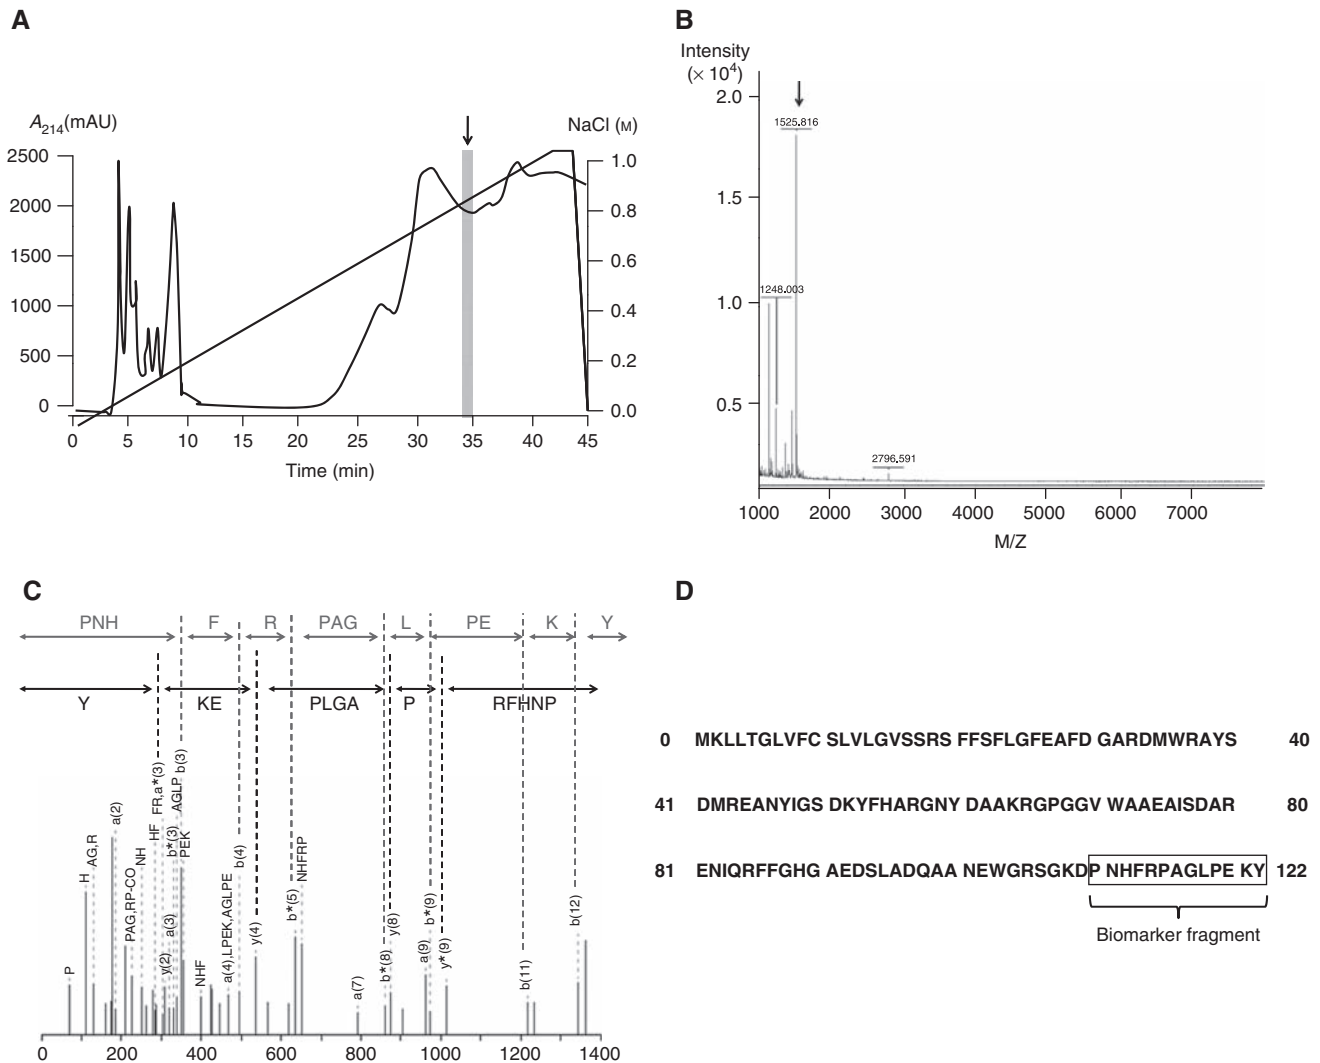 A
A214(mAU)
NaCl (M)
2500
2000
1500
1000
500
0
1.0
0.8
0.6
0.4
0.2
0.0
0 5 10 15 20 25 30 35 40 45
Time (min)
B
Intensity
(× 10⁴)
2.0
1.5
1.0
0.5
1525.816
1248.003
2796.591
1000 2000 3000 4000 5000 6000 7000
M/Z
C
PNH F R PAG L PE K Y
Y KE PLGA P RFHNP
P
H
AG,R
a(2)
PAG,RP-CO
NH
HF
FR,a*(3)
y(2)
a(3)
b*(3)
AGLP
PEK
b(3)
NHF
a(4),LPEK,AGLPE
b(4)
y(4)
b*(5)
NHFRP
a(7)
b*(8)
y(8)
a(9)
b*(9)
y*(9)
b(11)
b(12)
0 200 400 600 800 1000 1200 1400
D
0 MKLLTGLVFC SLVLGVSSRS FFSFLGFEAFD GARDMWRAYS 40
41 DMREANYIGS DKYFHARGNY DAAKRGPGGV WAAEAISDAR 80
81 ENIQRFFGHG AEDSLADQAA NEWGRSGKDP NHFRPAGLPE KY 122
Biomarker fragment